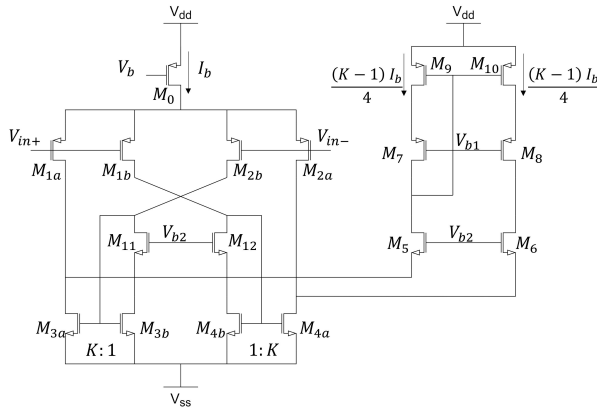 V_dd
V_dd
V_b
I_b
M_0
M_9
M_10
(K − 1) I_b / 4
(K − 1) I_b / 4
V_in+
V_in−
M_1a
M_1b
M_2b
M_2a
M_7
V_b1
M_8
M_11
V_b2
M_12
M_5
V_b2
M_6
M_3a
M_3b
M_4b
M_4a
K: 1
1: K
V_ss